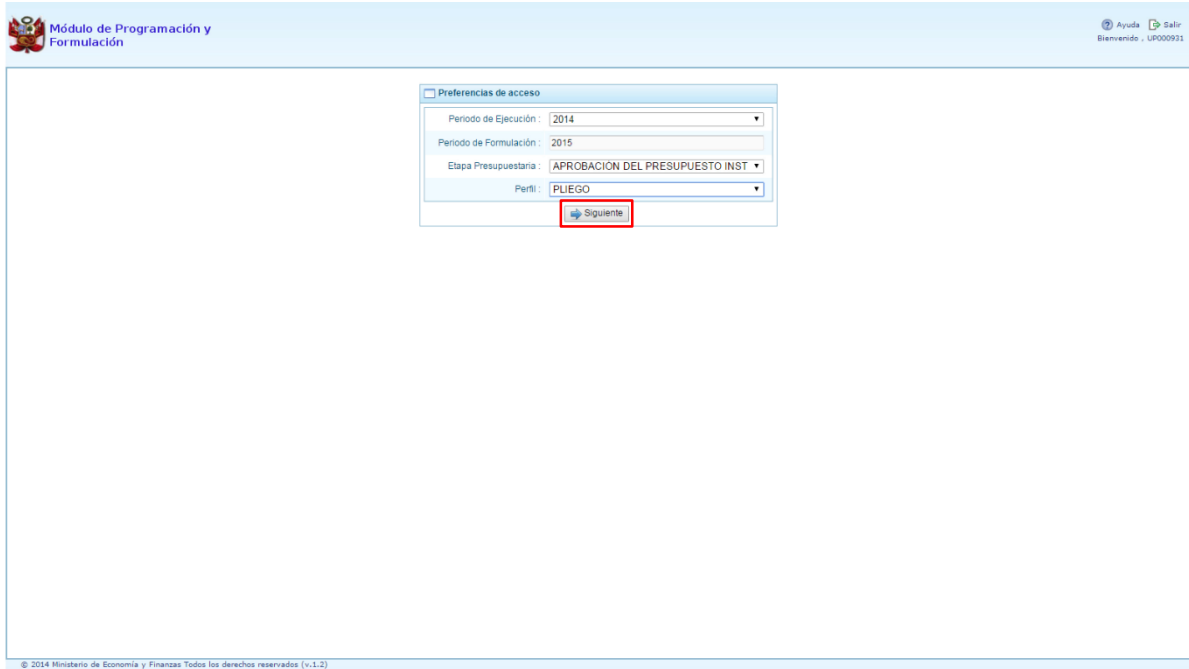 Módulo de Programación y
Formulación
Ayuda Salir
Bienvenido , UP000931
Preferencias de acceso
Periodo de Ejecución : 2014
Periodo de Formulación : 2015
Etapa Presupuestaria : APROBACIÓN DEL PRESUPUESTO INST
Perfil : PLIEGO
Siguiente
© 2014 Ministerio de Economía y Finanzas Todos los derechos reservados (v.1.2)